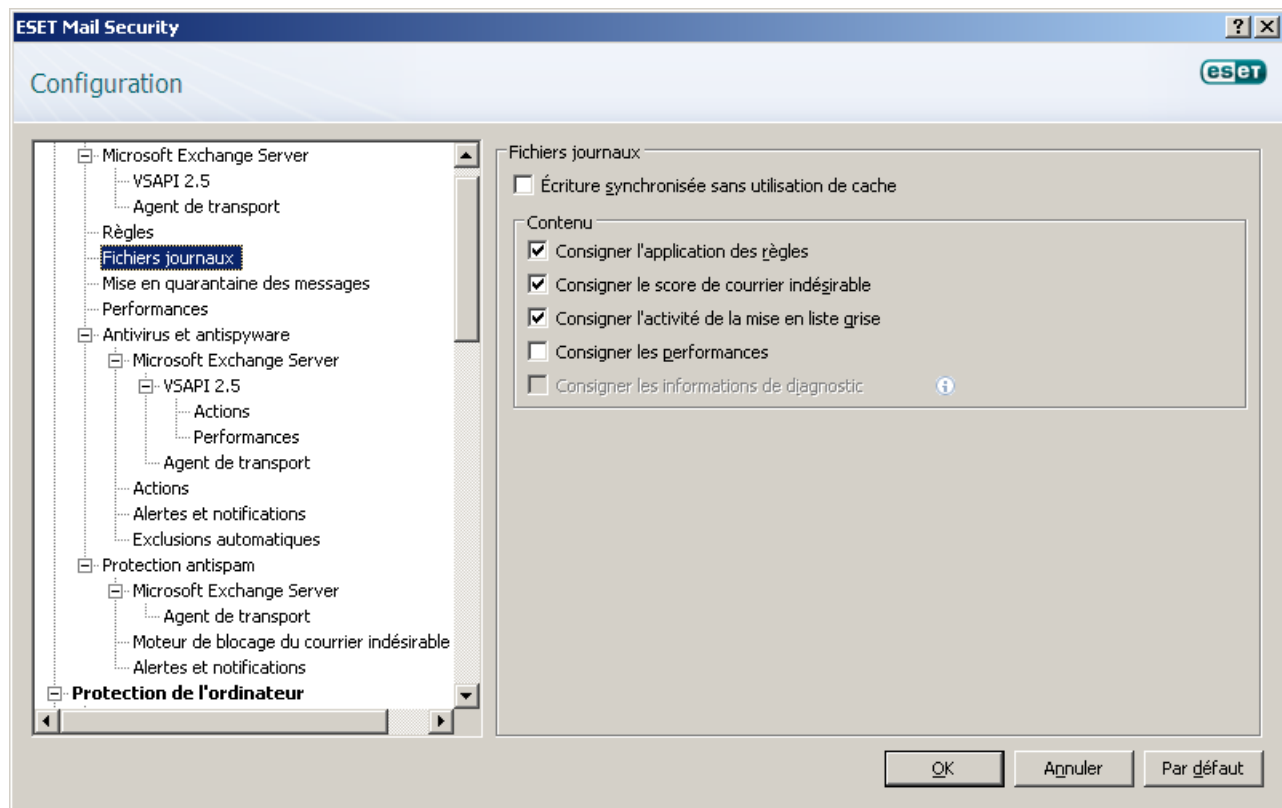 ESET Mail Security
Configuration
eseT
Microsoft Exchange Server
VSAPI 2.5
Agent de transport
Règles
Fichiers journaux
Mise en quarantaine des messages
Performances
Antivirus et antispyware
Microsoft Exchange Server
VSAPI 2.5
Actions
Performances
Agent de transport
Actions
Alertes et notifications
Exclusions automatiques
Protection antispam
Microsoft Exchange Server
Agent de transport
Moteur de blocage du courrier indésirable
Alertes et notifications
Protection de l'ordinateur
Fichiers journaux
Écriture synchronisée sans utilisation de cache
Contenu
Consigner l'application des règles
Consigner le score de courrier indésirable
Consigner l'activité de la mise en liste grise
Consigner les performances
Consigner les informations de diagnostic
OK
Annuler
Par défaut